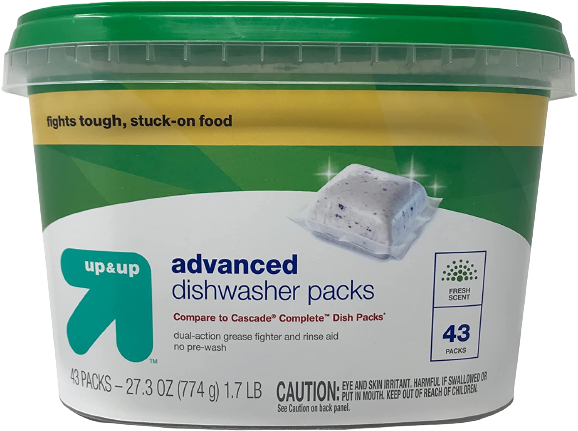 fights tough, stuck-on food
up&up
TM
advanced
dishwasher packs
Compare to Cascade® Complete™ Dish Packs*
dual-action grease fighter and rinse aid
no pre-wash
FRESH
SCENT
43
PACKS
43 PACKS – 27.3 OZ (774 g) 1.7 LB
CAUTION: EYE AND SKIN IRRITANT. HARMFUL IF SWALLOWED OR
PUT IN MOUTH. KEEP OUT OF REACH OF CHILDREN.
See Caution on back panel.